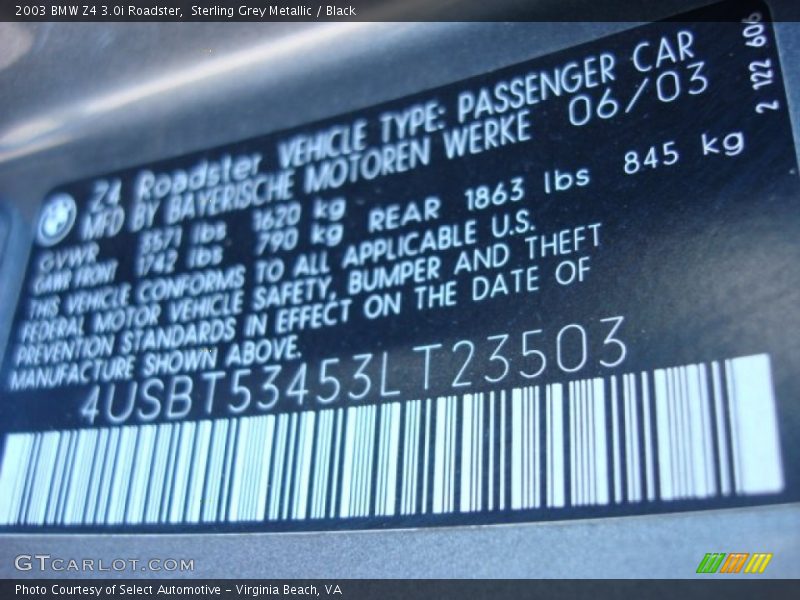 2003 BMW Z4 3.0i Roadster,  Sterling Grey Metallic / Black
Z4 Roadster VEHICLE TYPE: PASSENGER CAR
MFD BY BAYERISCHE MOTOREN WERKE 06/03
GVWR 3571 lbs 1620 kg
GAWR FRONT 1742 lbs 790 kg REAR 1863 lbs 845 kg
THIS VEHICLE CONFORMS TO ALL APPLICABLE U.S.
FEDERAL MOTOR VEHICLE SAFETY, BUMPER AND THEFT
PREVENTION STANDARDS IN EFFECT ON THE DATE OF
MANUFACTURE SHOWN ABOVE.
4USBT53453LT23503
2 122 606
GTCARLOT.COM
Photo Courtesy of Select Automotive - Virginia Beach, VA